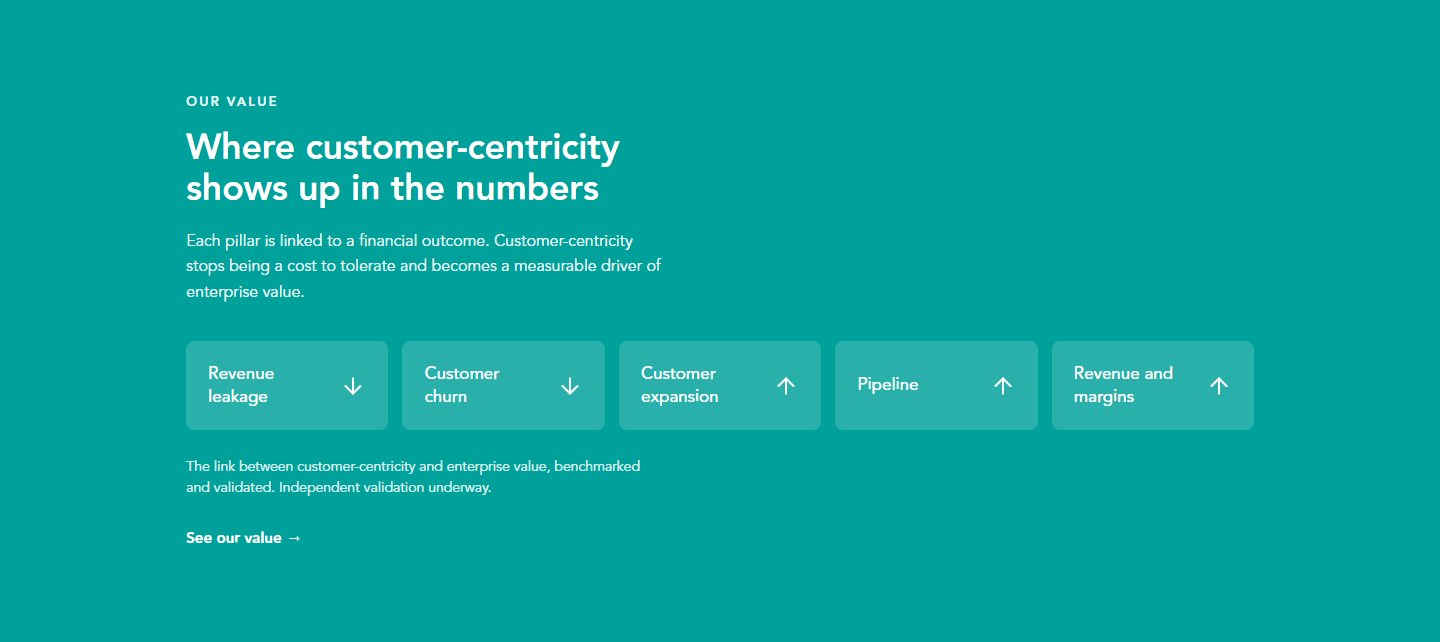 OUR VALUE
Where customer-centricity
shows up in the numbers
Each pillar is linked to a financial outcome. Customer-centricity
stops being a cost to tolerate and becomes a measurable driver of
enterprise value.
Revenue
leakage ↓
Customer
churn ↓
Customer
expansion ↑
Pipeline ↑
Revenue and
margins ↑
The link between customer-centricity and enterprise value, benchmarked
and validated. Independent validation underway.
See our value →